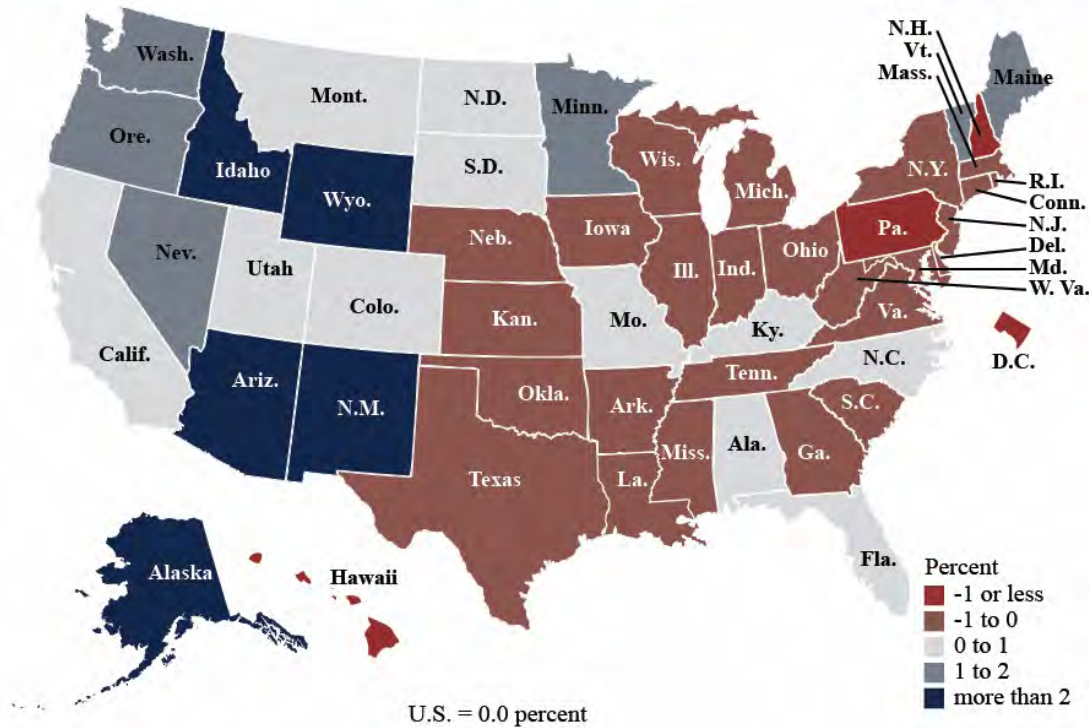 N.H.
Vt.
Mass.
Wash.
Maine
Mont.
N.D.
Minn.
Ore.
Idaho
S.D.
Wis.
N.Y.
Wyo.
Mich.
R.I.
Conn.
Pa.
N.J.
Neb.
Iowa
Nev.
Ohio
Del.
Utah
Ill.
Ind.
Md.
W. Va.
Colo.
Kan.
Mo.
Va.
Ky.
Calif.
D.C.
N.C.
Ariz.
Tenn.
Okla.
N.M.
Ark.
S.C.
Ala.
Miss.
Ga.
Texas
La.
Fla.
Alaska
Hawaii
Percent
-1 or less
-1 to 0
0 to 1
1 to 2
more than 2
U.S. = 0.0 percent